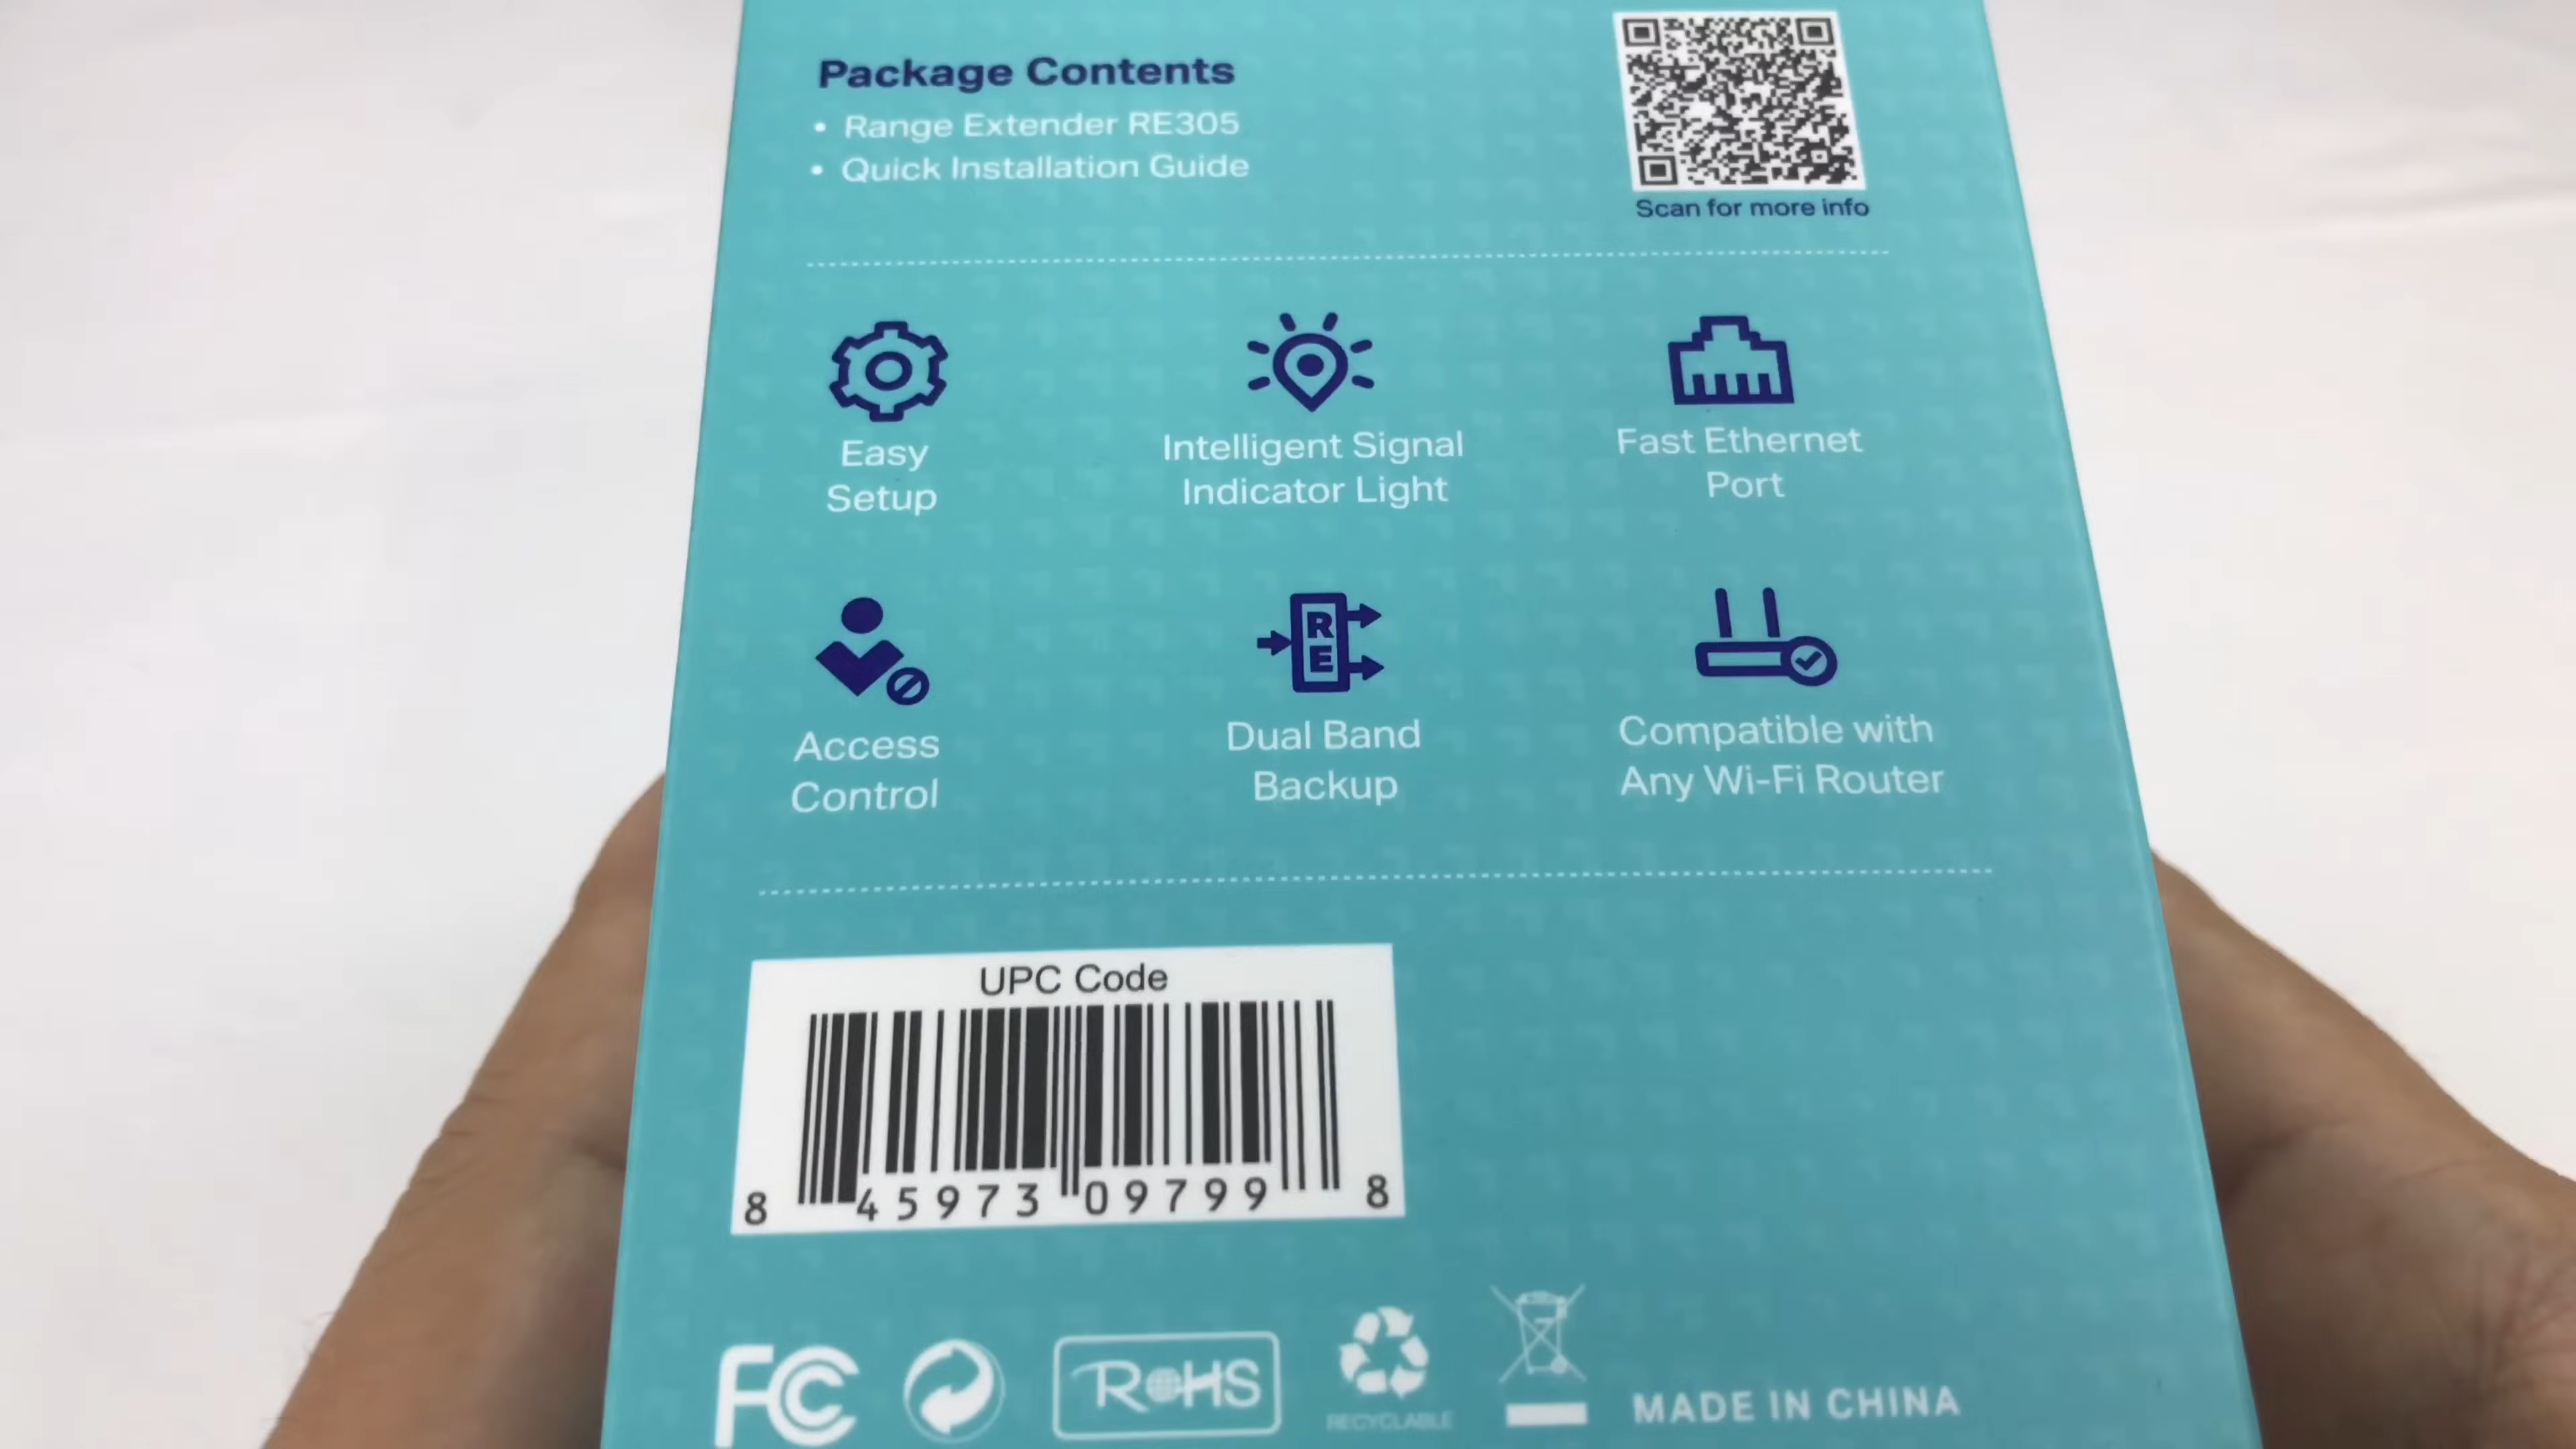 Package Contents
• Range Extender RE305
• Quick Installation Guide
Scan for more info
Easy
Setup
Intelligent Signal
Indicator Light
Fast Ethernet
Port
Access
Control
RE
Dual Band
Backup
Compatible with
Any Wi-Fi Router
UPC Code
8 45973 09799 8
FC
RoHS
RECYCLABLE
MADE IN CHINA